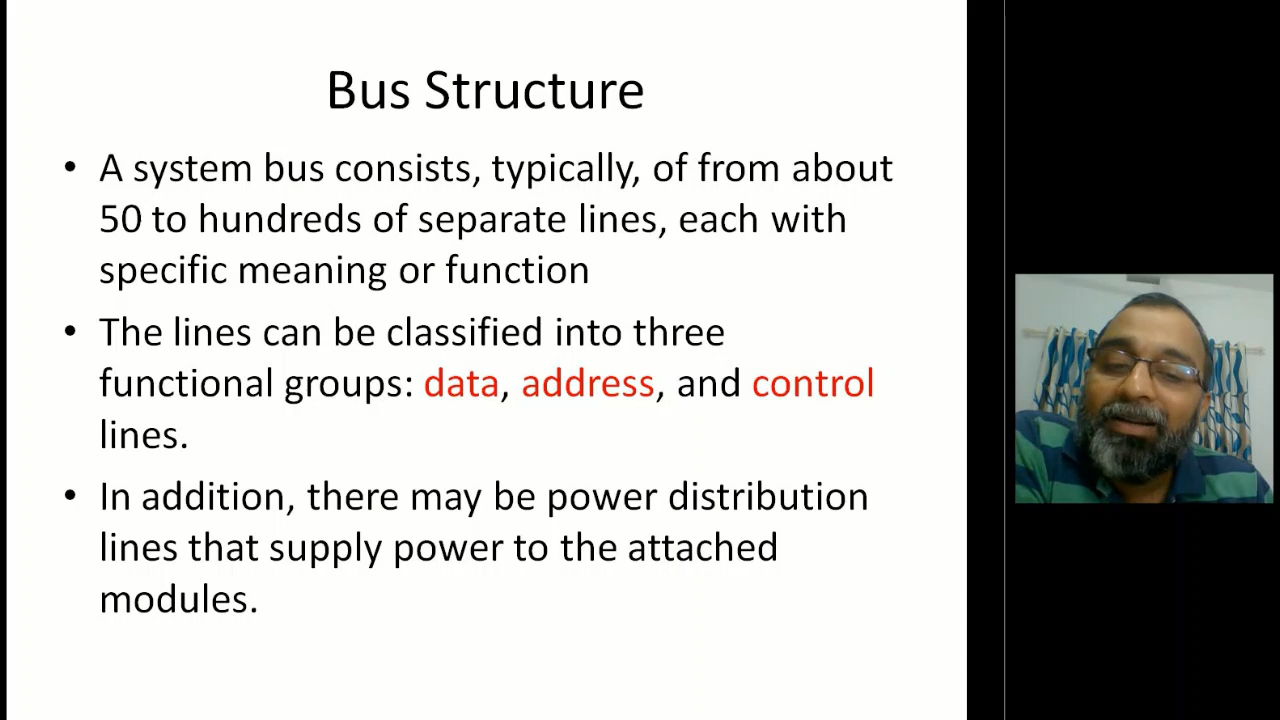 Bus Structure
• A system bus consists, typically, of from about
50 to hundreds of separate lines, each with
specific meaning or function
• The lines can be classified into three
functional groups: data, address, and control
lines.
• In addition, there may be power distribution
lines that supply power to the attached
modules.